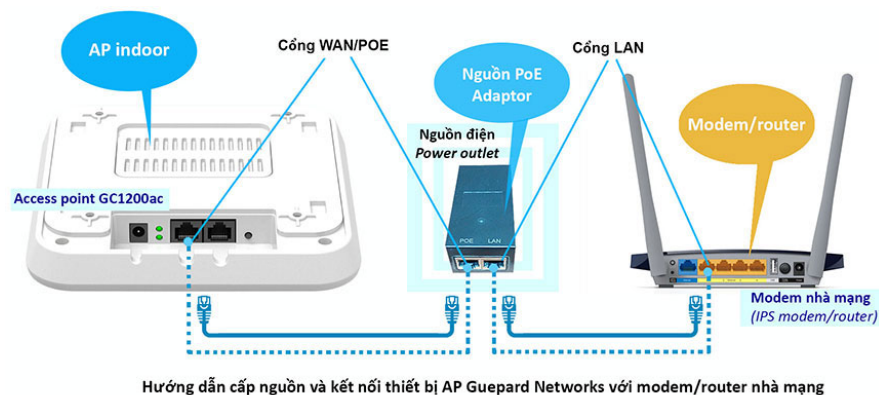 AP indoor
Cổng WAN/POE
Nguồn PoE
Adaptor
Cổng LAN
Modem/router
Nguồn điện
Power outlet
Access point GC1200ac
POE LAN
Modem nhà mạng
(IPS modem/router)
Hướng dẫn cấp nguồn và kết nối thiết bị AP Guepard Networks với modem/router nhà mạng